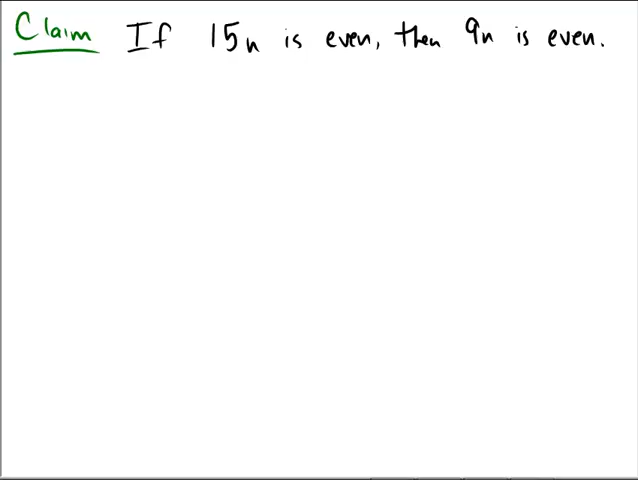 Claim If 15n is even, then 9n is even.